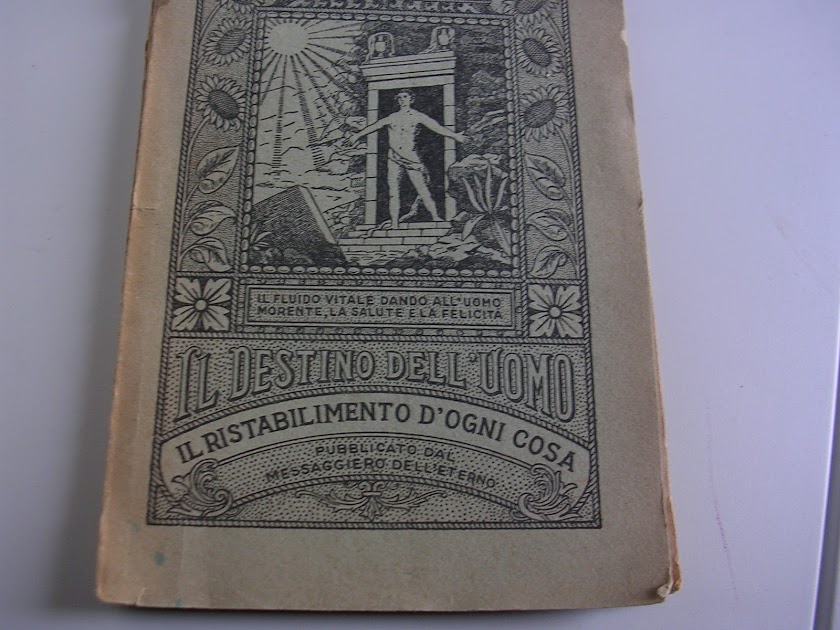 IL FLUIDO VITALE DANDO ALL'UOMO
MORENTE, LA SALUTE E LA FELICITÀ
IL DESTINO DELL'UOMO
IL RISTABILIMENTO D'OGNI COSA
PUBBLICATO DAL
MESSAGGIERO DELL'ETERNO